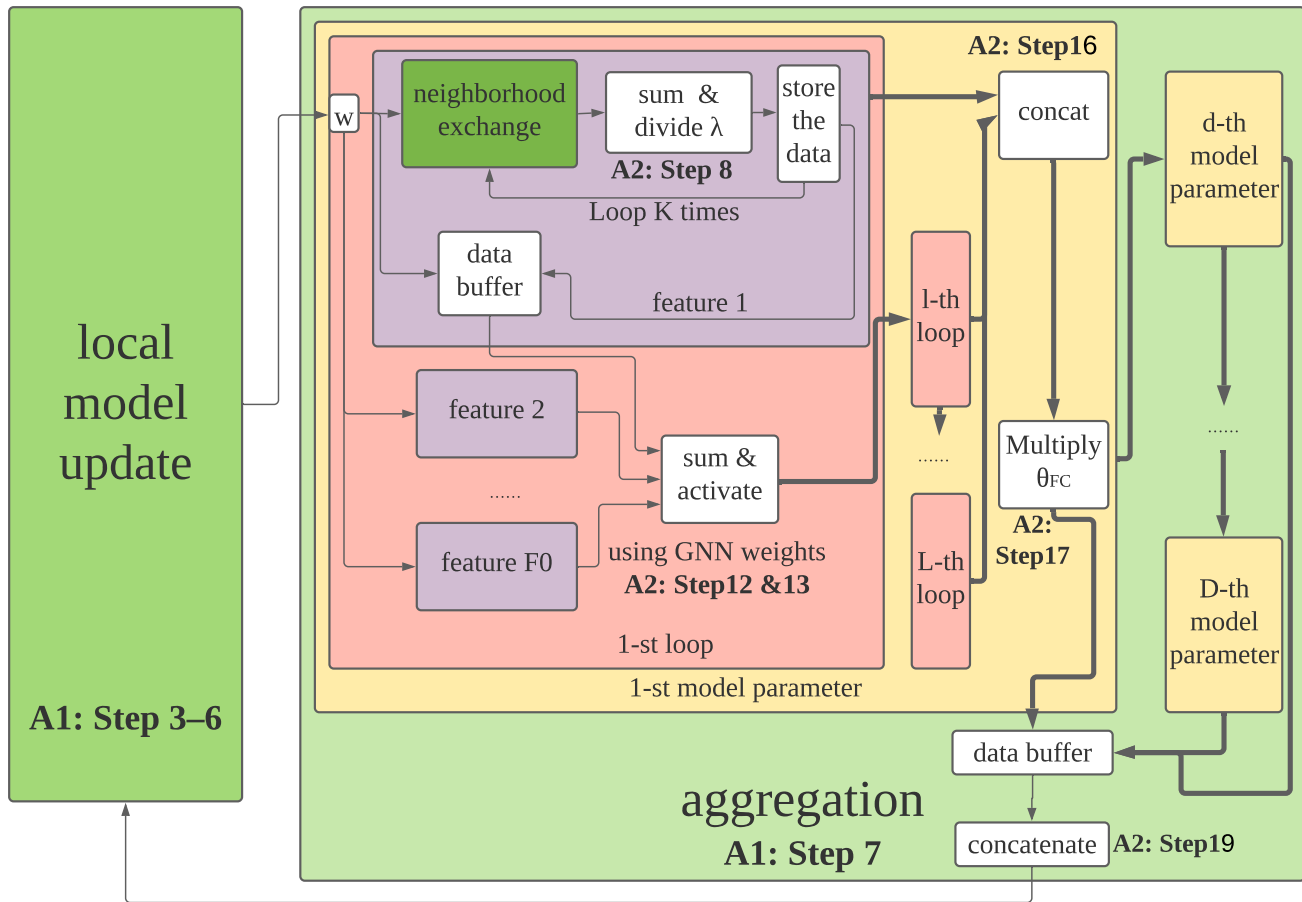 local
model
update
A1: Step 3–6
w
neighborhood
exchange
sum &
divide λ
A2: Step 8
store
the
data
Loop K times
data
buffer
feature 1
feature 2
......
feature F0
sum &
activate
using GNN weights
A2: Step12 &13
1-st loop
1-st model parameter
l-th
loop
......
L-th
loop
A2: Step16
concat
Multiply
θFC
A2:
Step17
d-th
model
parameter
......
D-th
model
parameter
data buffer
aggregation
A1: Step 7
concatenate
A2: Step19